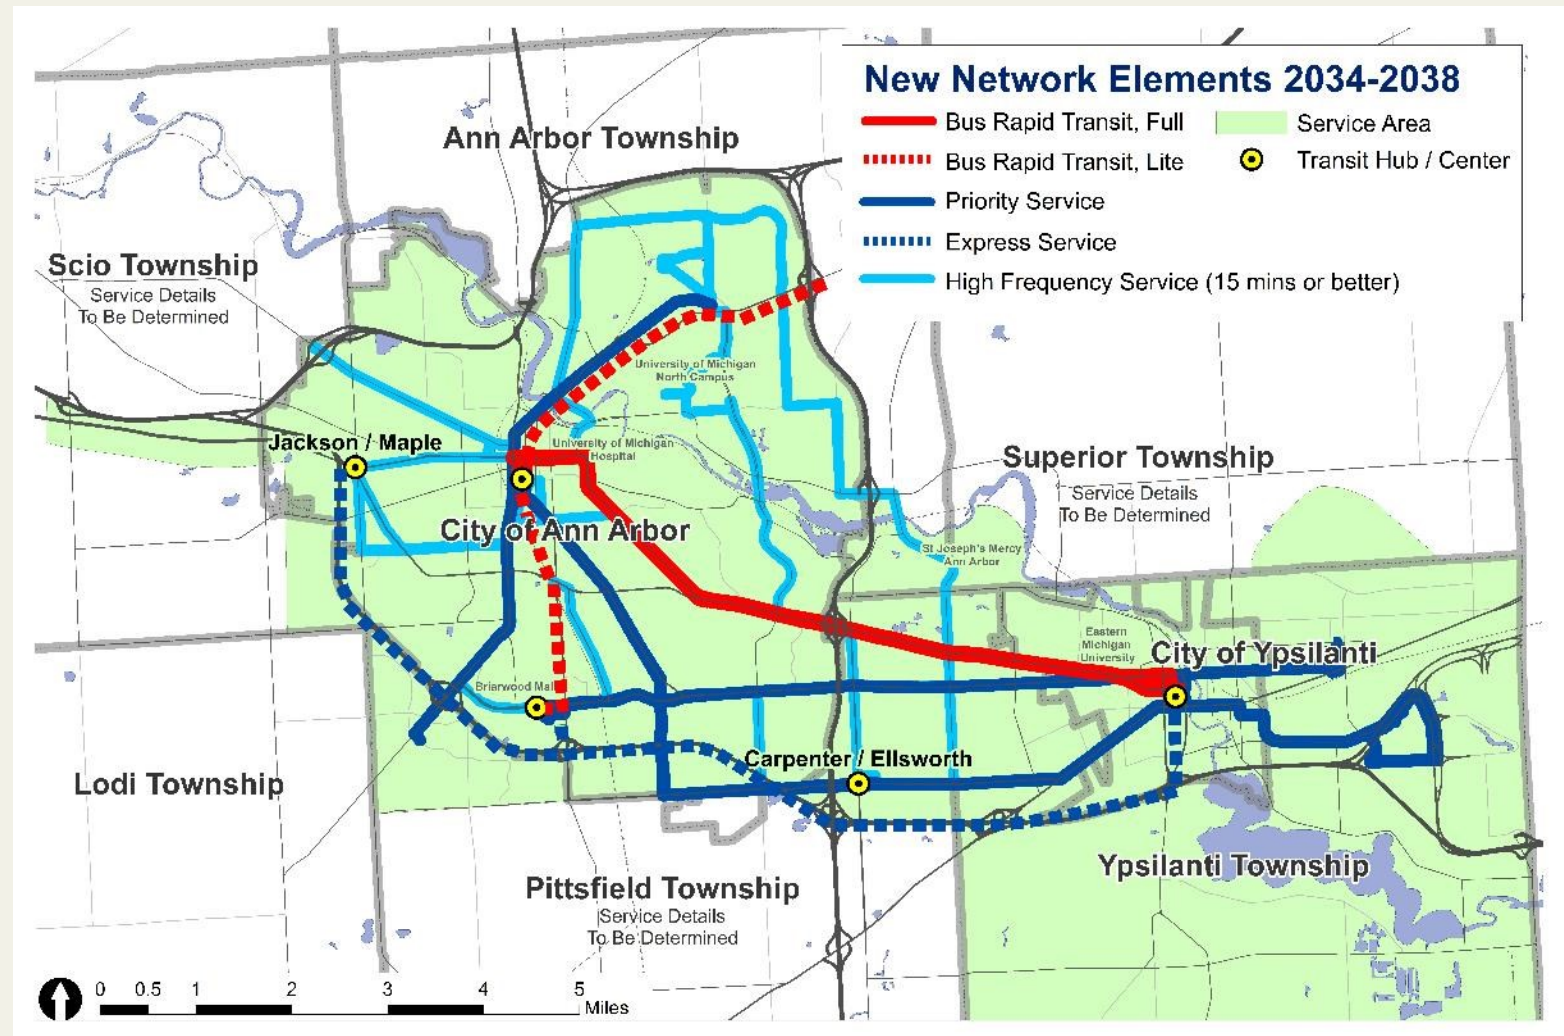 New Network Elements 2034-2038
Bus Rapid Transit, Full
Service Area
Bus Rapid Transit, Lite
Transit Hub / Center
Priority Service
Express Service
High Frequency Service (15 mins or better)
Ann Arbor Township
Scio Township
Service Details
To Be Determined
University of Michigan
North Campus
Jackson / Maple
University of Michigan
Hospital
Superior Township
Service Details
To Be Determined
City of Ann Arbor
St Joseph's Mercy
Ann Arbor
Eastern
Michigan
University
City of Ypsilanti
Briarwood Mall
Carpenter / Ellsworth
Lodi Township
Ypsilanti Township
Pittsfield Township
Service Details
To Be Determined
0 0.5 1 2 3 4 5
Miles